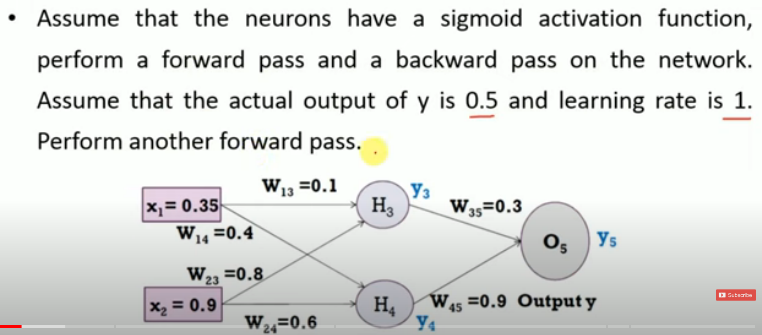 • Assume that the neurons have a sigmoid activation function,
perform a forward pass and a backward pass on the network.
Assume that the actual output of y is 0.5 and learning rate is 1.
Perform another forward pass.
W₁₃ =0.1
y₃
x₁= 0.35
H₃
W₃₅=0.3
W₁₄ =0.4
O₅
y₅
W₂₃ =0.8
x₂ = 0.9
H₄
W₄₅ =0.9 Output y
W₂₄=0.6
y₄
Subscribe